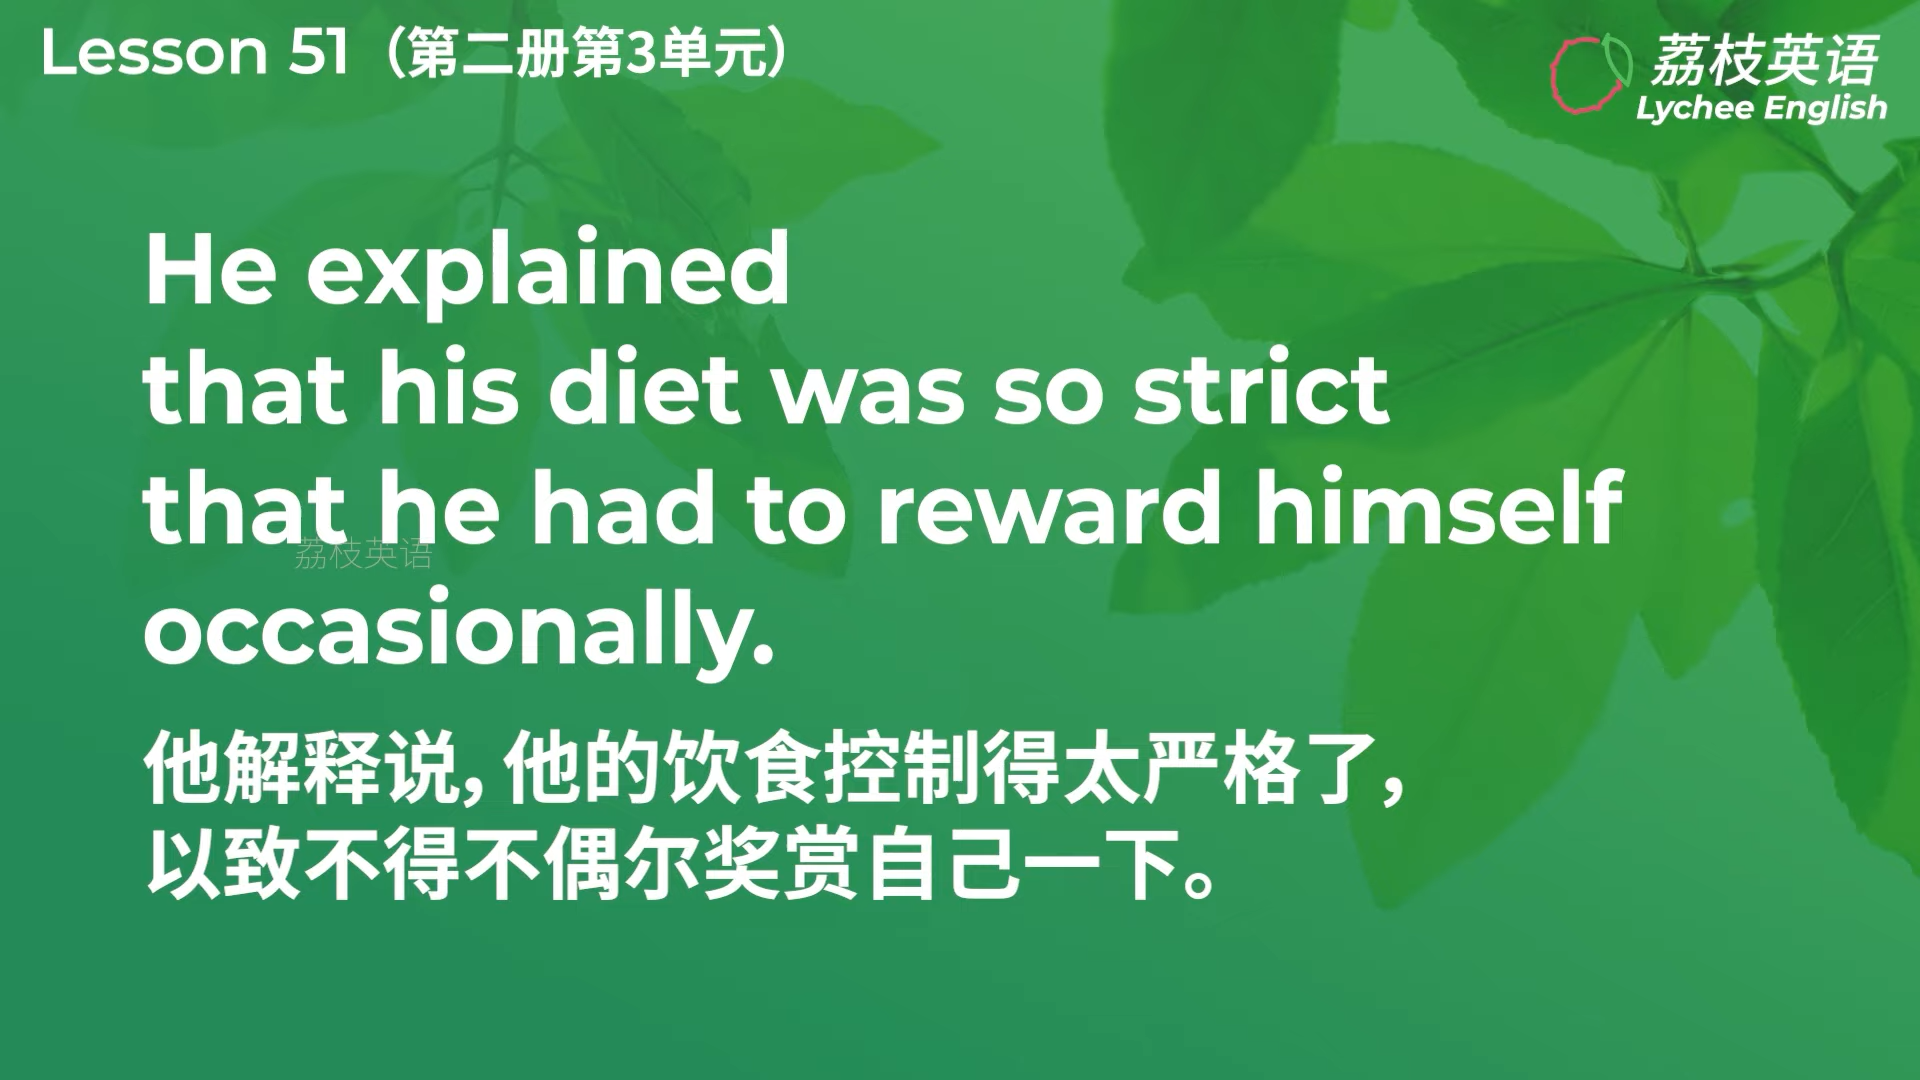 Lesson 51（第二册第3单元）
荔枝英语
Lychee English
He explained
that his diet was so strict
that he had to reward himself
荔枝英语
occasionally.
他解释说，他的饮食控制得太严格了，
以致不得不偶尔奖赏自己一下。